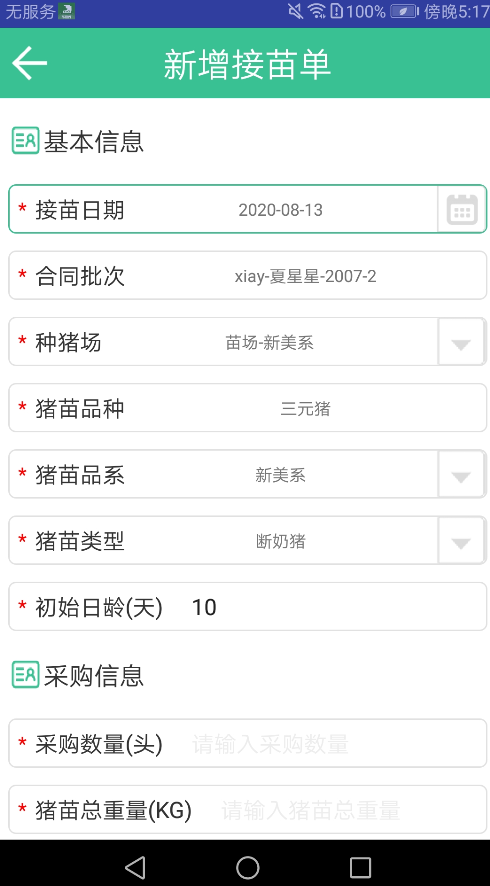 无服务 100% 傍晚5:17
新增接苗单
基本信息
* 接苗日期 2020-08-13
* 合同批次 xiay-夏星星-2007-2
* 种猪场 苗场-新美系
* 猪苗品种 三元猪
* 猪苗品系 新美系
* 猪苗类型 断奶猪
* 初始日龄(天) 10
采购信息
* 采购数量(头) 请输入采购数量
* 猪苗总重量(KG) 请输入猪苗总重量